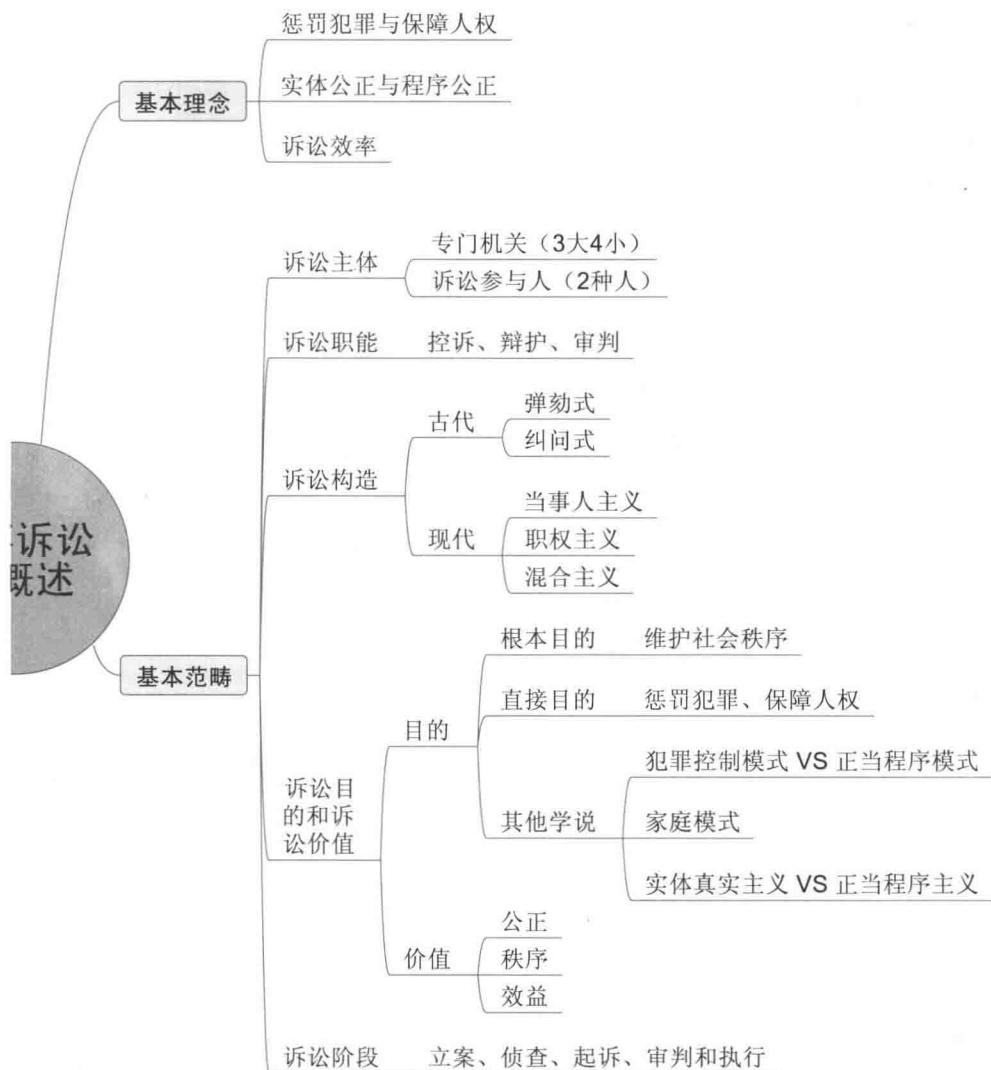 惩罚犯罪与保障人权
基本理念
实体公正与程序公正
诉讼效率
诉讼主体
专门机关（3大4小）
诉讼参与人（2种人）
诉讼职能
控诉、辩护、审判
诉讼构造
古代
弹劾式
纠问式
现代
当事人主义
职权主义
混合主义
诉讼
概述
基本范畴
诉讼目
的和诉
讼价值
目的
根本目的
维护社会秩序
直接目的
惩罚犯罪、保障人权
其他学说
犯罪控制模式 VS 正当程序模式
家庭模式
实体真实主义 VS 正当程序主义
价值
公正
秩序
效益
诉讼阶段
立案、侦查、起诉、审判和执行